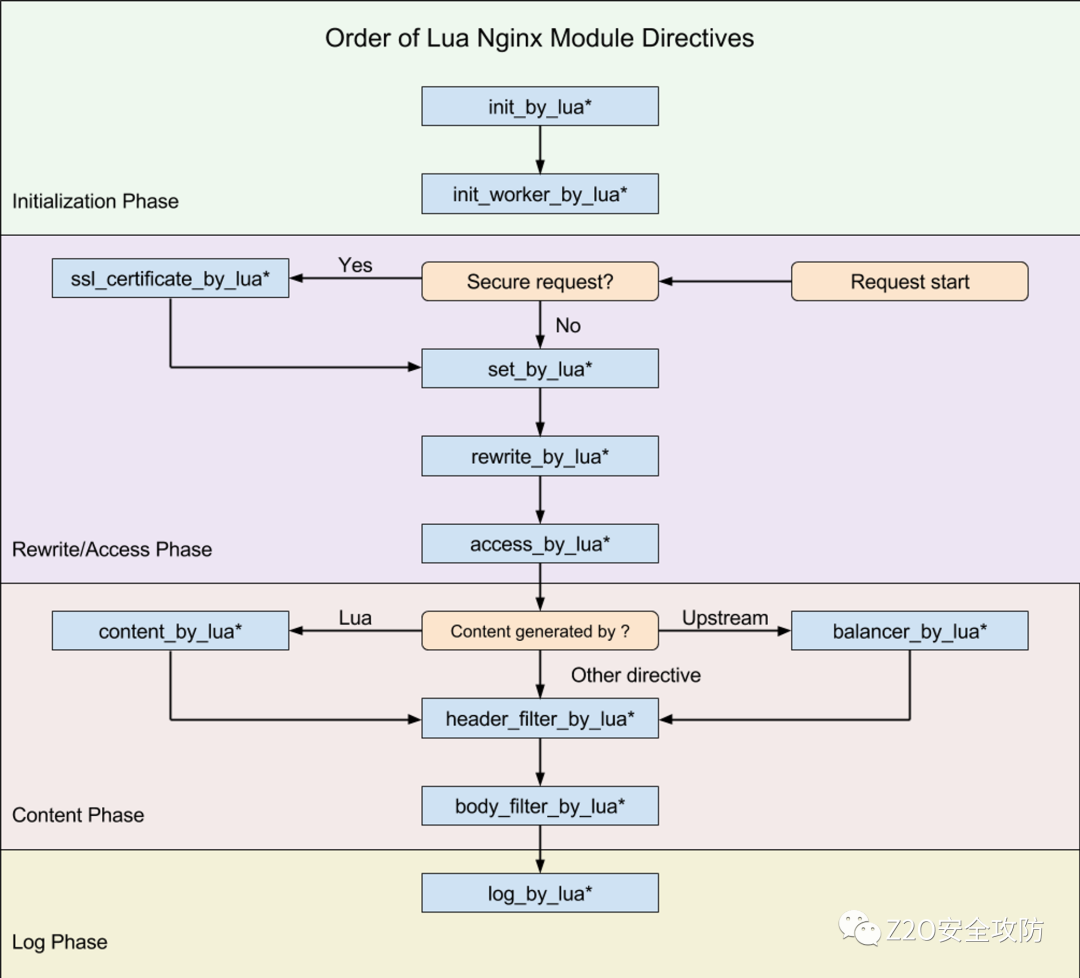 Order of Lua Nginx Module Directives
init_by_lua*
init_worker_by_lua*
Initialization Phase
Request start
Secure request?
Yes
ssl_certificate_by_lua*
No
set_by_lua*
rewrite_by_lua*
access_by_lua*
Rewrite/Access Phase
Content generated by ?
Lua
content_by_lua*
Upstream
balancer_by_lua*
Other directive
header_filter_by_lua*
body_filter_by_lua*
Content Phase
log_by_lua*
Log Phase
Z2O安全攻防